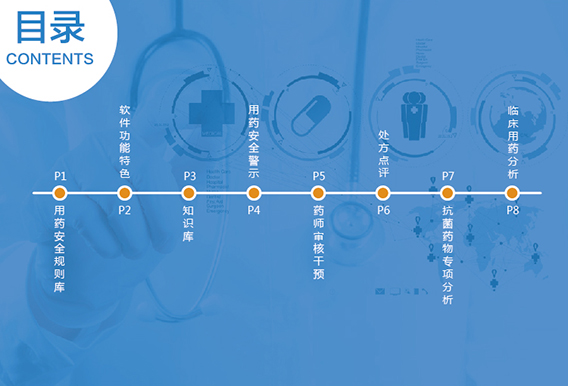 目录
CONTENTS
P1
用药安全规则库
软件功能特色
P2
P3
知识库
用药安全警示
P4
P5
药师审核干预
处方点评
P6
P7
抗菌药物专项分析
临床用药分析
P8